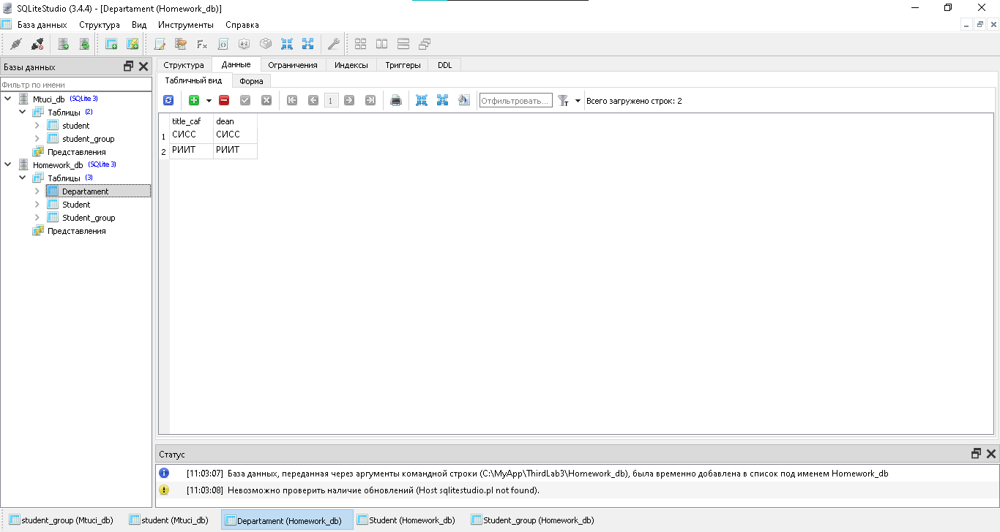 SQLiteStudio (3.4.4) - [Departament (Homework_db)]
База данных Структура Вид Инструменты Справка
Базы данных
Фильтр по имени
Mtuci_db (SQLite 3)
Таблицы (2)
student
student_group
Представления
Homework_db (SQLite 3)
Таблицы (3)
Departament
Student
Student_group
Представления
Структура Данные Ограничения Индексы Триггеры DDL
Табличный вид Форма
1 Отфильтровать... Всего загружено строк: 2
title_caf dean
1 СИСС СИСС
2 РИИТ РИИТ
Статус
[11:03:07] База данных, переданная через аргументы командной строки (C:\MyApp\ThirdLab3\Homework_db), была временно добавлена в список под именем Homework_db
[11:03:08] Невозможно проверить наличие обновлений (Host sqlitestudio.pl not found).
student_group (Mtuci_db) student (Mtuci_db) Departament (Homework_db) Student (Homework_db) Student_group (Homework_db)